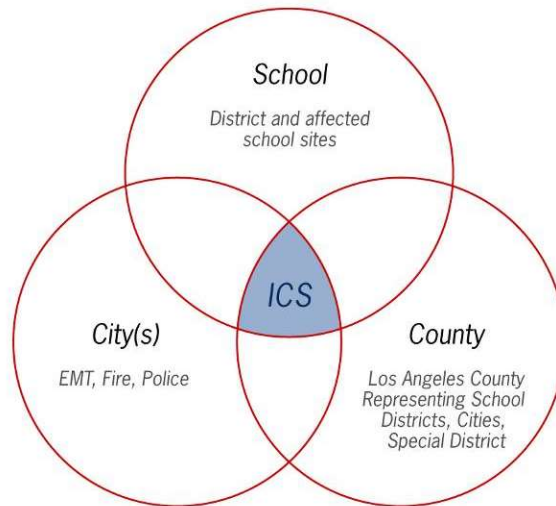 School
District and affected
school sites
ICS
City(s)
EMT, Fire, Police
County
Los Angeles County
Representing School
Districts, Cities,
Special District